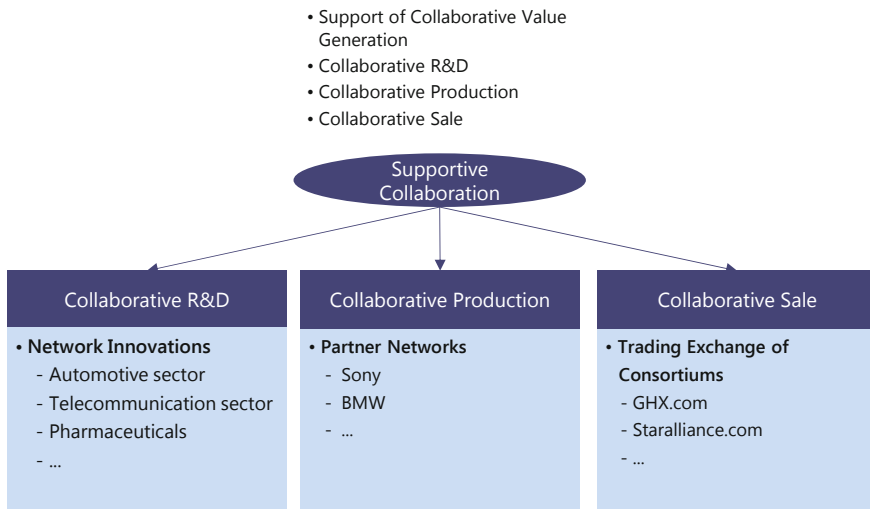 • Support of Collaborative Value
Generation
• Collaborative R&D
• Collaborative Production
• Collaborative Sale
Supportive
Collaboration
Collaborative R&D
• Network Innovations
- Automotive sector
- Telecommunication sector
- Pharmaceuticals
- ...
Collaborative Production
• Partner Networks
- Sony
- BMW
- ...
Collaborative Sale
• Trading Exchange of
Consortiums
- GHX.com
- Staralliance.com
- ...